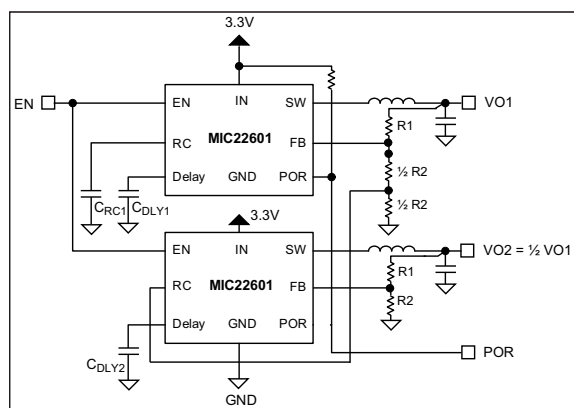 3.3V
EN
EN
IN
SW
VO1
R1
RC
MIC22601
FB
½ R2
Delay
GND
POR
½ R2
CRC1
CDLY1
3.3V
EN
IN
SW
VO2 = ½ VO1
R1
RC
MIC22601
FB
R2
Delay
GND
POR
CDLY2
POR
GND